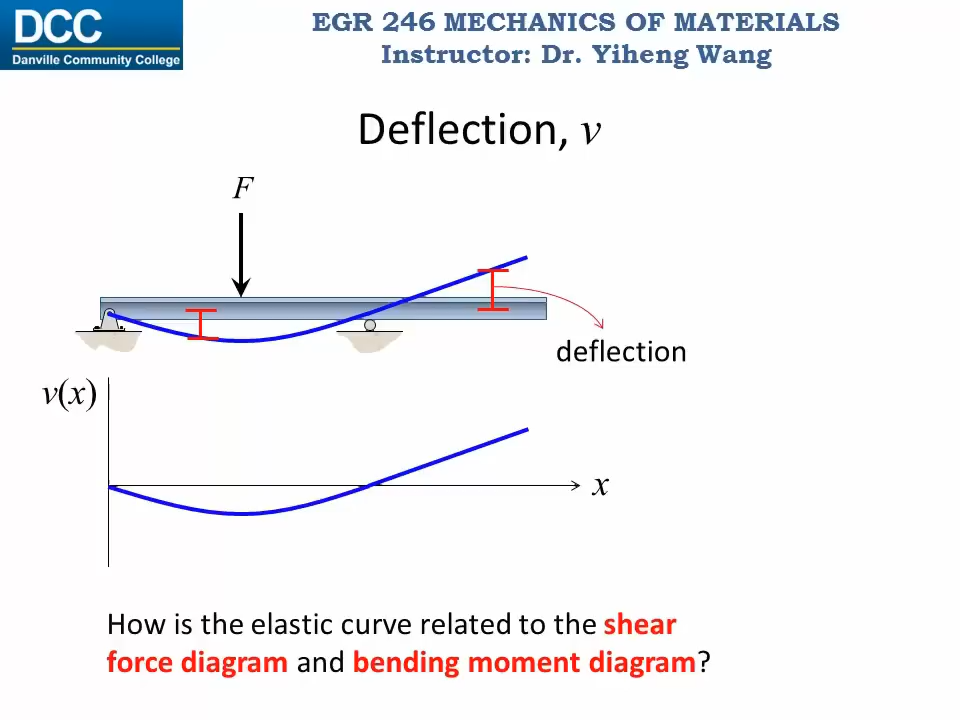 DCC
Danville Community College
EGR 246 MECHANICS OF MATERIALS
Instructor: Dr. Yiheng Wang
Deflection, v
F
deflection
v(x)
x
How is the elastic curve related to the shear
force diagram and bending moment diagram?